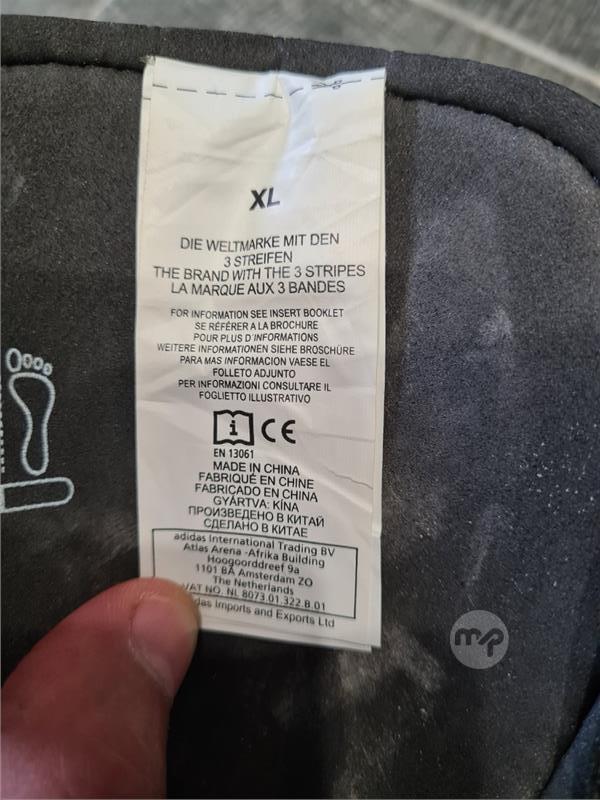 XL
DIE WELTMARKE MIT DEN
3 STREIFEN
THE BRAND WITH THE 3 STRIPES
LA MARQUE AUX 3 BANDES
FOR INFORMATION SEE INSERT BOOKLET
SE RÉFÉRER A LA BROCHURE
POUR PLUS D'INFORMATIONS
WEITERE INFORMATIONEN SIEHE BROSCHÜRE
PARA MAS INFORMACION VAESE EL
FOLLETO ADJUNTO
PER INFORMAZIONI CONSULTARE IL
FOGLIETTO ILLUSTRATIVO
i CE
EN 13061
MADE IN CHINA
FABRIQUÉ EN CHINE
FABRICADO EN CHINA
GYÁRTVA: KÍNA
ПРОИЗВЕДЕНО В КИТАЙ
СДЕЛАНО В КИТАЕ
adidas International Trading BV
Atlas Arena -Afrika Building
Hoogoorddreef 9a
1101 BA Amsterdam ZO
The Netherlands
VAT NO. NL 8073.01.322.B.01
Imports and Exports Ltd
mp